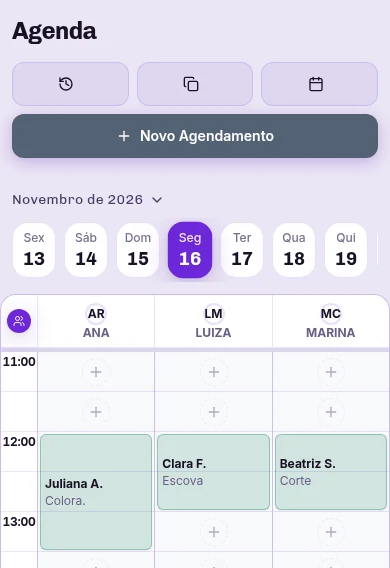 Agenda
Novo Agendamento
Novembro de 2026
Sex Sáb Dom Seg Ter Qua Qui
13 14 15 16 17 18 19
AR LM MC
ANA LUIZA MARINA
11:00
12:00
Clara F. Beatriz S.
Escova Corte
Juliana A.
Colora.
13:00